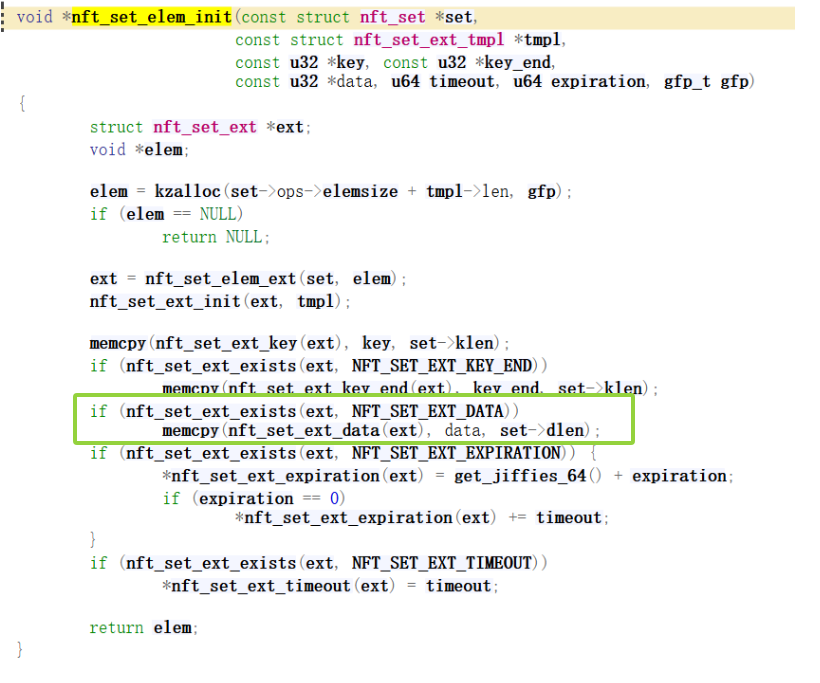 void *nft_set_elem_init(const struct nft_set *set,
const struct nft_set_ext_tmpl *tmpl,
const u32 *key, const u32 *key_end,
const u32 *data, u64 timeout, u64 expiration, gfp_t gfp)
{
struct nft_set_ext *ext;
void *elem;
elem = kzalloc(set->ops->elemsize + tmpl->len, gfp);
if (elem == NULL)
return NULL;
ext = nft_set_elem_ext(set, elem);
nft_set_ext_init(ext, tmpl);
memcpy(nft_set_ext_key(ext), key, set->klen);
if (nft_set_ext_exists(ext, NFT_SET_EXT_KEY_END))
memcpy(nft_set_ext_key_end(ext), key_end, set->klen);
if (nft_set_ext_exists(ext, NFT_SET_EXT_DATA))
memcpy(nft_set_ext_data(ext), data, set->dlen);
if (nft_set_ext_exists(ext, NFT_SET_EXT_EXPIRATION)) {
*nft_set_ext_expiration(ext) = get_jiffies_64() + expiration;
if (expiration == 0)
*nft_set_ext_expiration(ext) += timeout;
}
if (nft_set_ext_exists(ext, NFT_SET_EXT_TIMEOUT))
*nft_set_ext_timeout(ext) = timeout;
return elem;
}